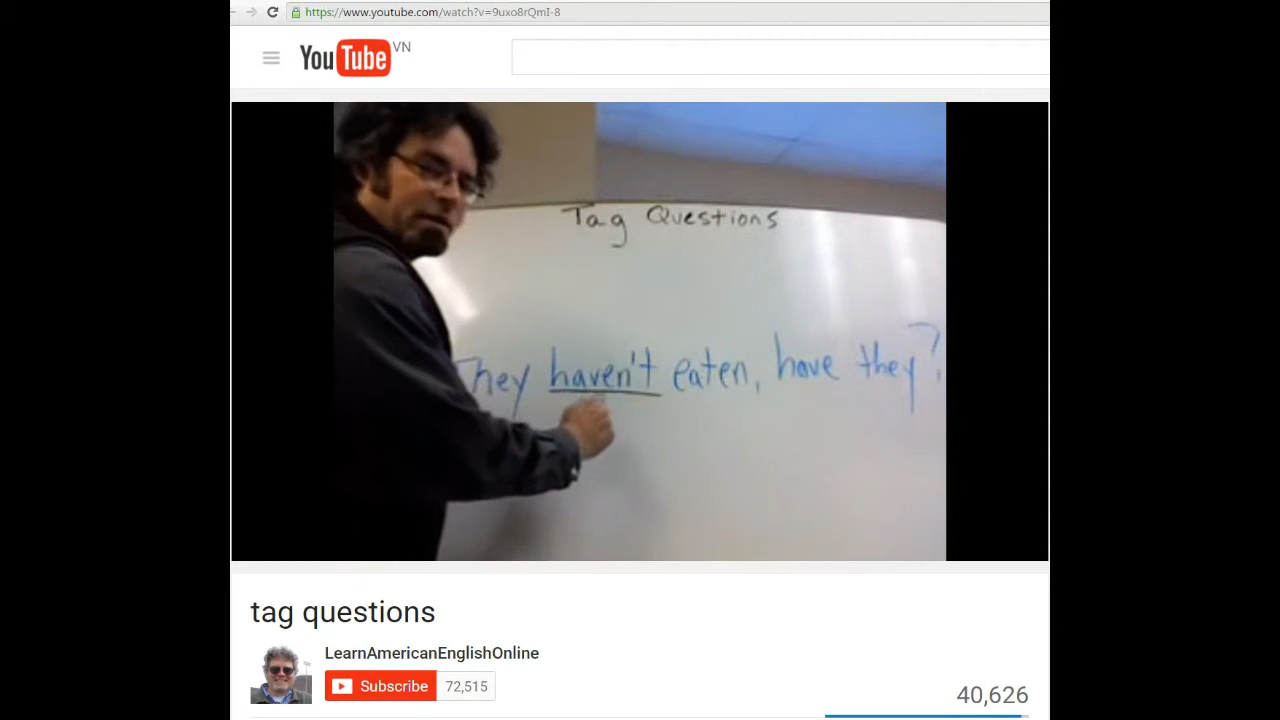 https://www.youtube.com/watch?v=9uxo8rQmI-8
YouTube VN
Tag Questions
They haven't eaten, have they?
tag questions
LearnAmericanEnglishOnline
Subscribe 72,515
40,626